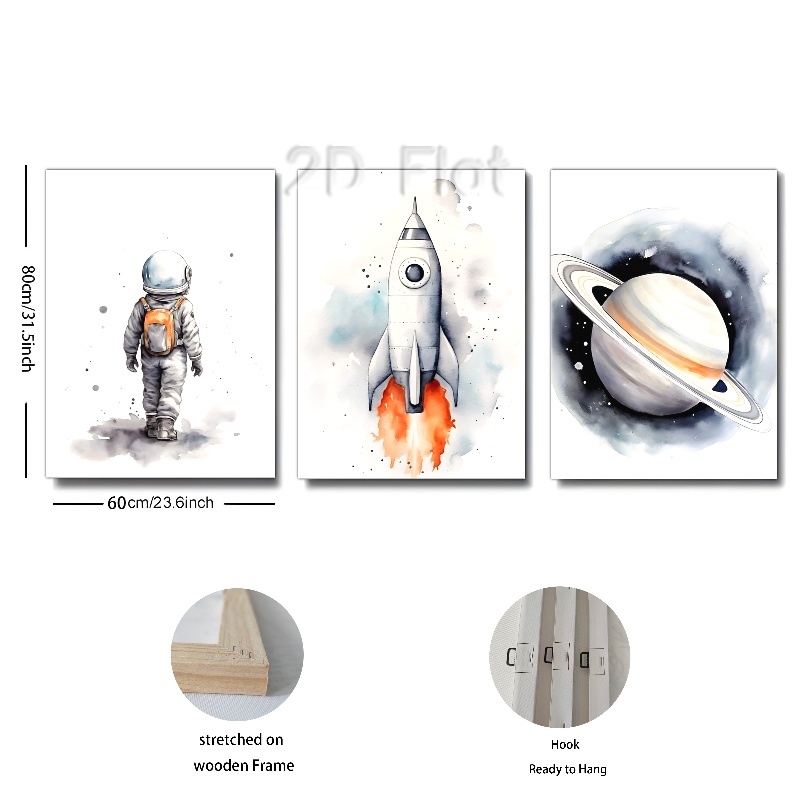 2D Flat
80cm/31.5inch
60cm/23.6inch
stretched on
wooden Frame
Hook
Ready to Hang